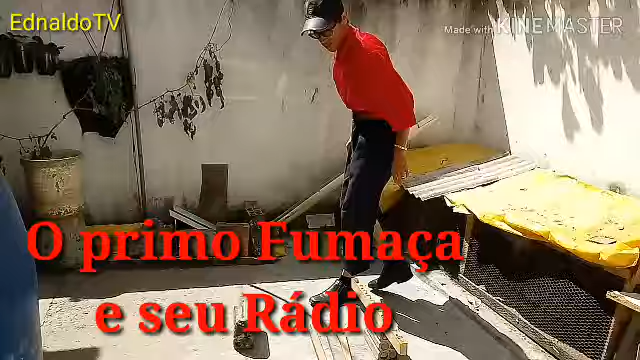 EdnaldoTV
Made with KINEMASTER
O primo Fumaça
e seu Rádio